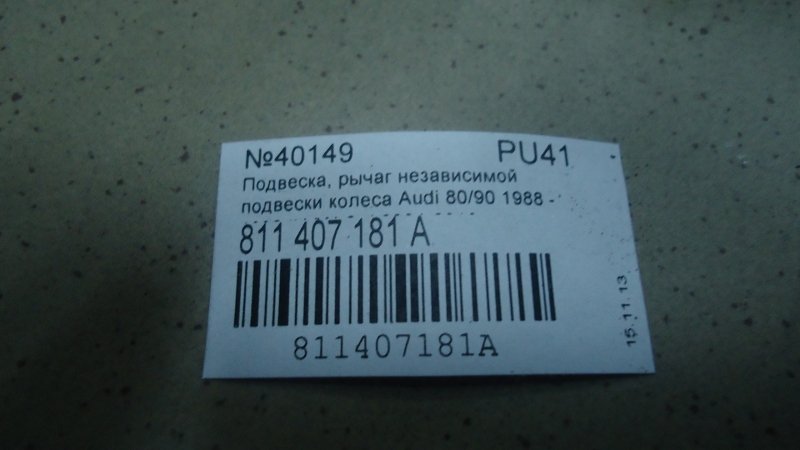 №40149 PU41
Подвеска, рычаг независимой
подвески колеса Audi 80/90 1988 -
811 407 181 A
811407181A
15.11.13